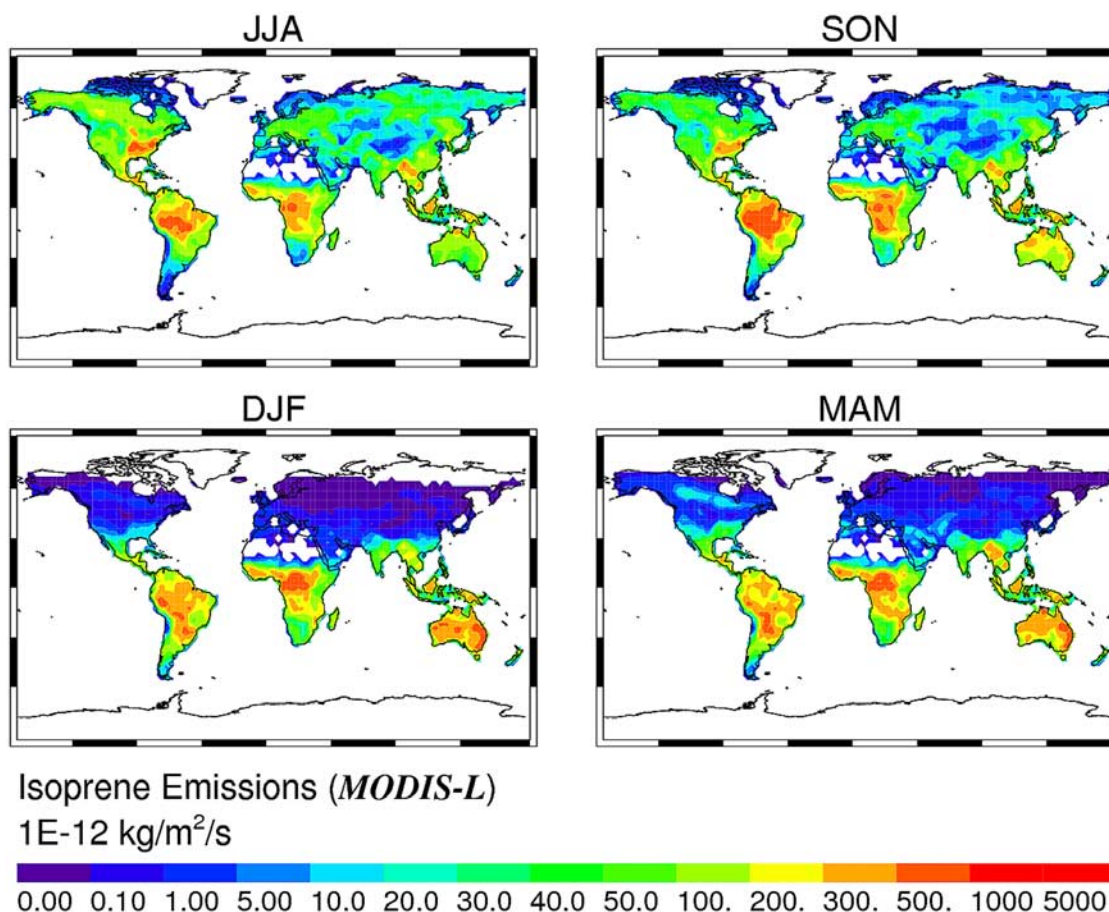 JJA
SON
DJF
MAM
Isoprene Emissions (MODIS-L)
1E-12 kg/m²/s
0.00 0.10 1.00 5.00 10.0 20.0 30.0 40.0 50.0 100. 200. 300. 500. 1000 5000